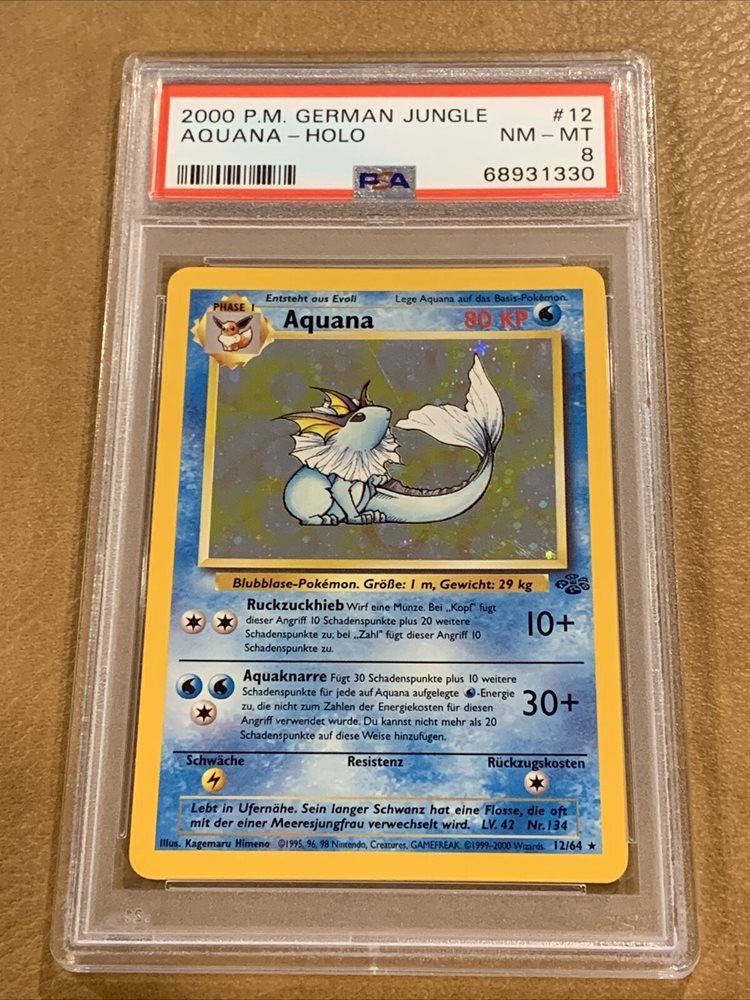 2000 P.M. GERMAN JUNGLE #12
AQUANA - HOLO NM - MT
8
PSA 68931330
PHASE 1
Entsteht aus Evoli Lege Aquana auf das Basis-Pokémon.
Aquana 80 KP
Blubblase-Pokémon. Größe: 1 m, Gewicht: 29 kg
Ruckzuckhieb Wirf eine Münze. Bei „Kopf" fügt
dieser Angriff 10 Schadenspunkte plus 20 weitere
Schadenspunkte zu; bei „Zahl" fügt dieser Angriff 10
Schadenspunkte zu.
10+
Aquaknarre Fügt 30 Schadenspunkte plus 10 weitere
Schadenspunkte für jede auf Aquana aufgelegte -Energie
zu, die nicht zum Zahlen der Energiekosten für diesen
Angriff verwendet wurde. Du kannst nicht mehr als 20
Schadenspunkte auf diese Weise hinzufügen.
30+
Schwäche Resistenz Rückzugskosten
Lebt in Ufernähe. Sein langer Schwanz hat eine Flosse, die oft
mit der einer Meeresjungfrau verwechselt wird. LV. 42 Nr.134
Illus. Kagemaru Himeno ©1995, 96, 98 Nintendo, Creatures, GAMEFREAK. ©1999-2000 Wizards. 12/64 ★